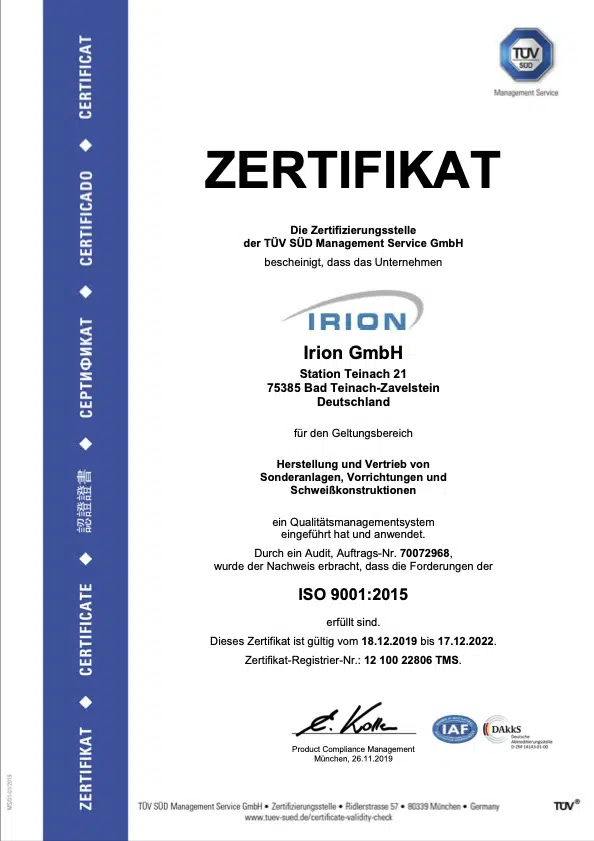 TÜV
SÜD
Management Service
ZERTIFIKAT
Die Zertifizierungsstelle
der TÜV SÜD Management Service GmbH
bescheinigt, dass das Unternehmen
IRION
Irion GmbH
Station Teinach 21
75385 Bad Teinach-Zavelstein
Deutschland
für den Geltungsbereich
Herstellung und Vertrieb von
Sonderanlagen, Vorrichtungen und
Schweißkonstruktionen
ein Qualitätsmanagementsystem
eingeführt hat und anwendet.
Durch ein Audit, Auftrags-Nr. 70072968,
wurde der Nachweis erbracht, dass die Forderungen der
ISO 9001:2015
erfüllt sind.
Dieses Zertifikat ist gültig vom 18.12.2019 bis 17.12.2022.
Zertifikat-Registrier-Nr.: 12 100 22806 TMS.
Product Compliance Management
München, 26.11.2019
IAF
DAkkS
Deutsche
Akkreditierungsstelle
D-ZM-14143-01-00
ZERTIFIKAT ◆ CERTIFICATE ◆ 認證證書 ◆ СЕРТИФИКАТ ◆ CERTIFICADO ◆ CERTIFICAT
TÜV SÜD Management Service GmbH • Zertifizierungsstelle • Ridlerstrasse 57 • 80339 München • Germany
www.tuev-sued.de/certificate-validity-check
TÜV®